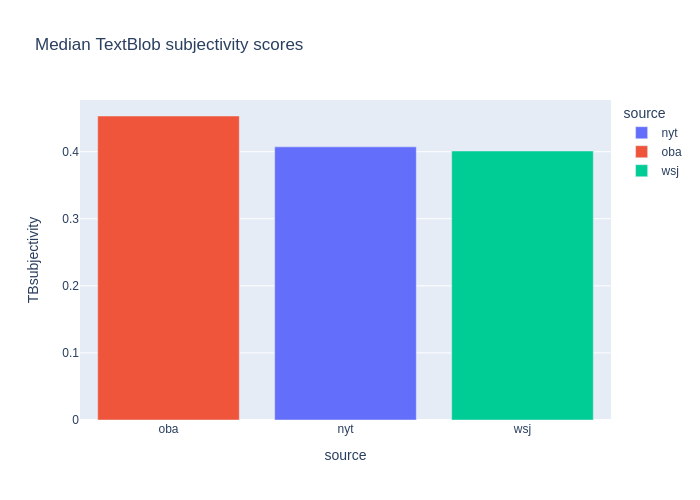 Median TextBlob subjectivity scores
source
nyt
oba
wsj
TBsubjectivity
0.4
0.3
0.2
0.1
0
oba
nyt
wsj
source